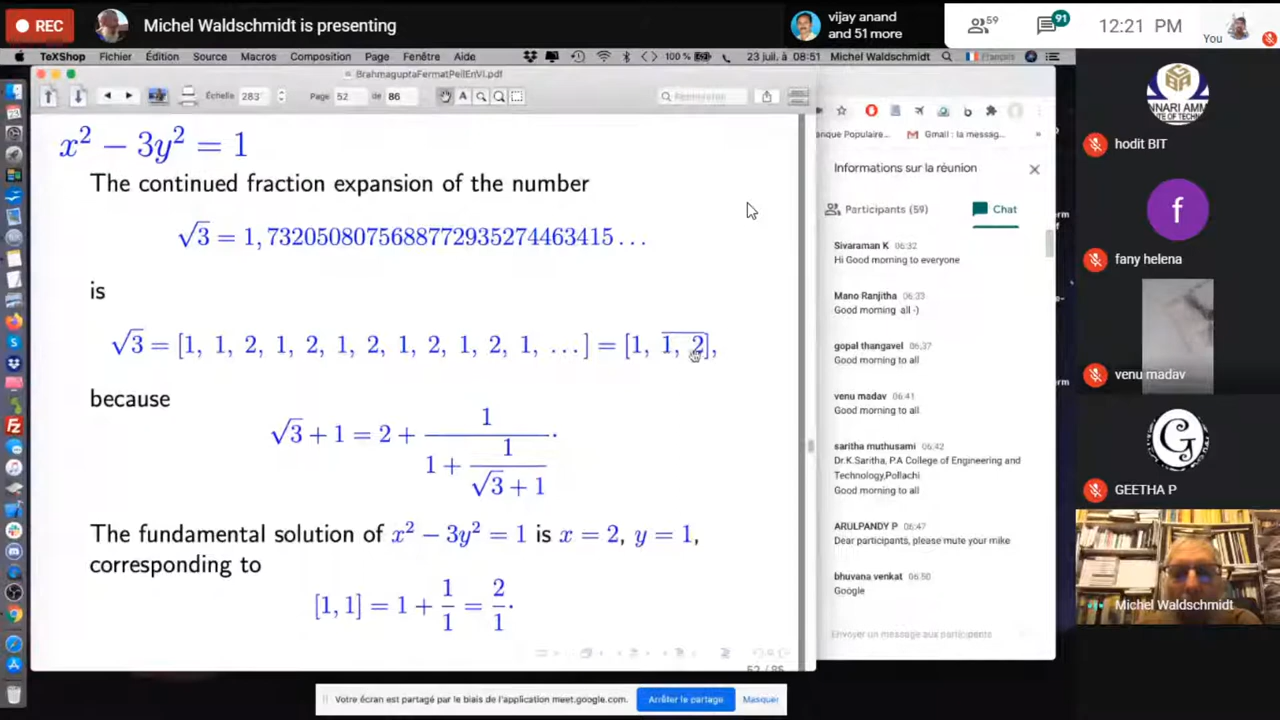 REC
Michel Waldschmidt is presenting
vijay anand
and 51 more
59
91
12:21 PM
You
TeXShop Fichier Édition Source Macros Composition Page Fenêtre Aide
100 %
23 juil. à 08:51 Michel Waldschmidt
Français
BrahmaguptaFermatPellEnVI.pdf
Échelle 283
Page 52 de 86
Rechercher
x² − 3y² = 1
The continued fraction expansion of the number
√3 = 1,7320508075688772935274463415 . . .
is
√3 = [1, 1, 2, 1, 2, 1, 2, 1, 2, 1, 2, 1, . . . ] = [1, 1, 2],
because
√3 + 1 = 2 + 1/(1 + 1/(√3 + 1)) ·
The fundamental solution of x² − 3y² = 1 is x = 2, y = 1,
corresponding to
[1, 1] = 1 + 1/1 = 2/1 ·
anque Populaire...
Gmail : la messag...
»
Informations sur la réunion
Participants (59)
Chat
Sivaraman K 06:32
Hi Good morning to everyone
Mano Ranjitha 06:33
Good morning all -)
gopal thangavel 06:37
Good morning to all
venu madav 06:41
Good morning to all
saritha muthusami 06:42
Dr.K.Saritha, P.A College of Engineering and
Technology,Pollachi
Good morning to all
ARULPANDY P 06:47
Dear participants, please mute your mike
bhuvana venkat 06:50
Google
Envoyer un message aux participants
Votre écran est partagé par le biais de l'application meet.google.com.
Arrêter le partage
Masquer
NNARI AMM
hodit BIT
f
fany helena
venu madav
G
GEETHA P
Michel Waldschmidt